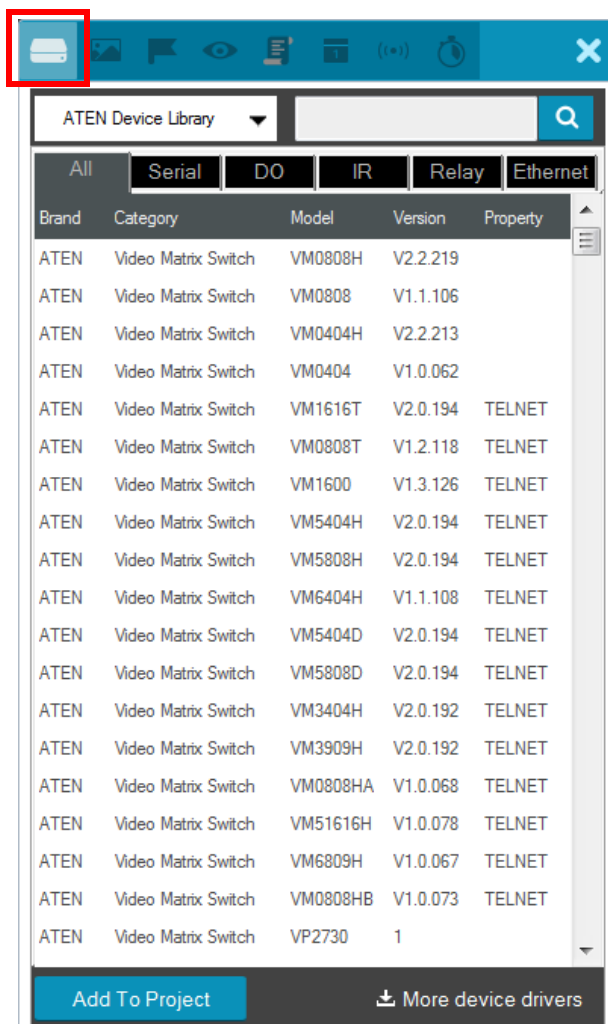 1
ATEN Device Library
All Serial DO IR Relay Ethernet
Brand Category Model Version Property
ATEN Video Matrix Switch VM0808H V2.2.219
ATEN Video Matrix Switch VM0808 V1.1.106
ATEN Video Matrix Switch VM0404H V2.2.213
ATEN Video Matrix Switch VM0404 V1.0.062
ATEN Video Matrix Switch VM1616T V2.0.194 TELNET
ATEN Video Matrix Switch VM0808T V1.2.118 TELNET
ATEN Video Matrix Switch VM1600 V1.3.126 TELNET
ATEN Video Matrix Switch VM5404H V2.0.194 TELNET
ATEN Video Matrix Switch VM5808H V2.0.194 TELNET
ATEN Video Matrix Switch VM6404H V1.1.108 TELNET
ATEN Video Matrix Switch VM5404D V2.0.194 TELNET
ATEN Video Matrix Switch VM5808D V2.0.194 TELNET
ATEN Video Matrix Switch VM3404H V2.0.192 TELNET
ATEN Video Matrix Switch VM3909H V2.0.192 TELNET
ATEN Video Matrix Switch VM0808HA V1.0.068 TELNET
ATEN Video Matrix Switch VM51616H V1.0.078 TELNET
ATEN Video Matrix Switch VM6809H V1.0.067 TELNET
ATEN Video Matrix Switch VM0808HB V1.0.073 TELNET
ATEN Video Matrix Switch VP2730 1
Add To Project More device drivers